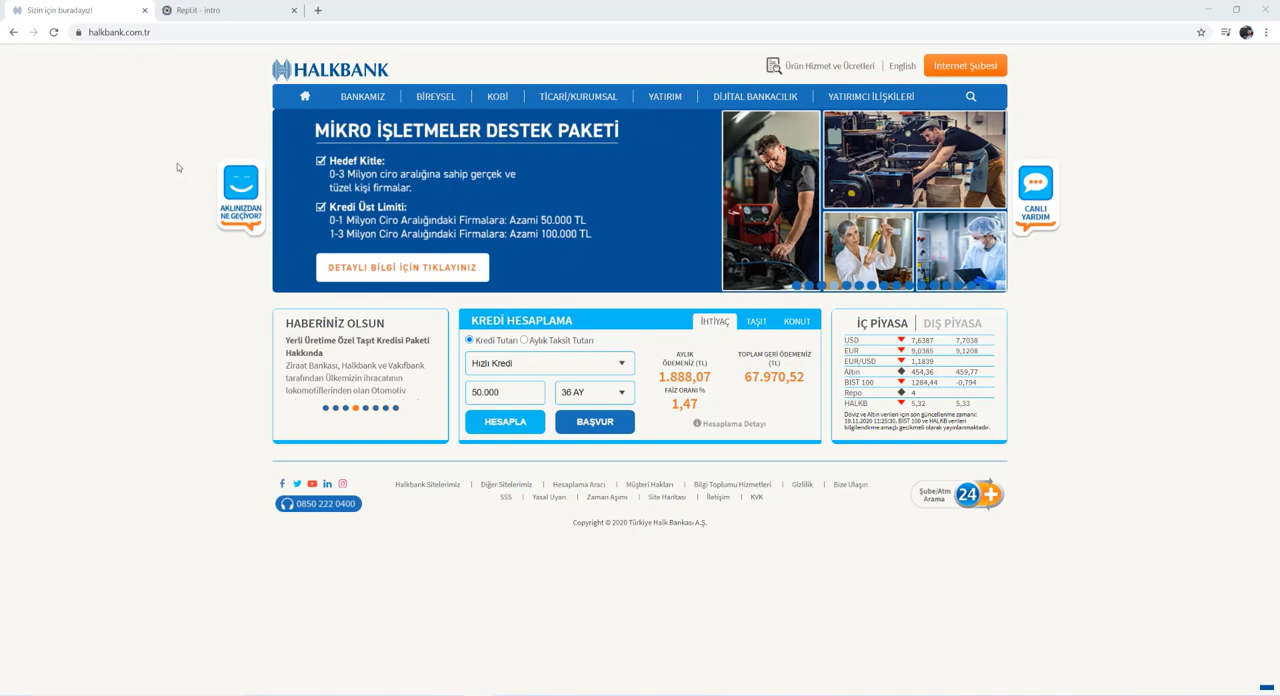 Sizin için buradayız!
Repl.it - intro
halkbank.com.tr
HALKBANK
Ürün Hizmet ve Ücretleri
English
İnternet Şubesi
BANKAMIZ
BİREYSEL
KOBİ
TİCARİ/KURUMSAL
YATIRIM
DİJİTAL BANKACILIK
YATIRIMCI İLİŞKİLERİ
MİKRO İŞLETMELER DESTEK PAKETİ
Hedef Kitle:
0-3 Milyon ciro aralığına sahip gerçek ve
tüzel kişi firmalar.
Kredi Üst Limiti:
0-1 Milyon Ciro Aralığındaki Firmalara: Azami 50.000 TL
1-3 Milyon Ciro Aralığındaki Firmalara: Azami 100.000 TL
DETAYLI BİLGİ İÇİN TIKLAYINIZ
AKLINIZDAN
NE GEÇİYOR?
CANLI
YARDIM
HABERİNİZ OLSUN
Yerli Üretime Özel Taşıt Kredisi Paketi
Hakkında
Ziraat Bankası, Halkbank ve Vakıfbank
tarafından Ülkemizin ihracatının
lokomotiflerinden olan Otomotiv
KREDİ HESAPLAMA
İHTİYAÇ
TAŞIT
KONUT
Kredi Tutarı
Aylık Taksit Tutarı
Hızlı Kredi
50.000
36 AY
HESAPLA
BAŞVUR
AYLIK
ÖDEMENİZ (TL)
1.888,07
FAİZ ORANI %
1,47
TOPLAM GERİ ÖDEMENİZ
(TL)
67.970,52
Hesaplama Detayı
İÇ PİYASA | DIŞ PİYASA
USD 7,6387 7,7038
EUR 9,0385 9,1208
EUR/USD 1,1839
Altın 454,36 459,77
BIST 100 1284,44 -0,794
Repo 4
HALKB 5,32 5,33
Döviz ve Altın verileri için son güncellenme zamanı:
19.11.2020 11:25:30. BIST 100 ve HALKB verileri
bilgilendirme amaçlı gecikmeli olarak yayınlanmaktadır.
0850 222 0400
Halkbank Sitelerimiz | Diğer Sitelerimiz | Hesaplama Aracı | Müşteri Hakları | Bilgi Toplumu Hizmetleri | Gizlilik | Bize Ulaşın
SSS | Yasal Uyarı | Zaman Aşımı | Site Haritası | İletişim | KVK
Şube/Atm
Arama
24
Copyright © 2020 Türkiye Halk Bankası A.Ş.